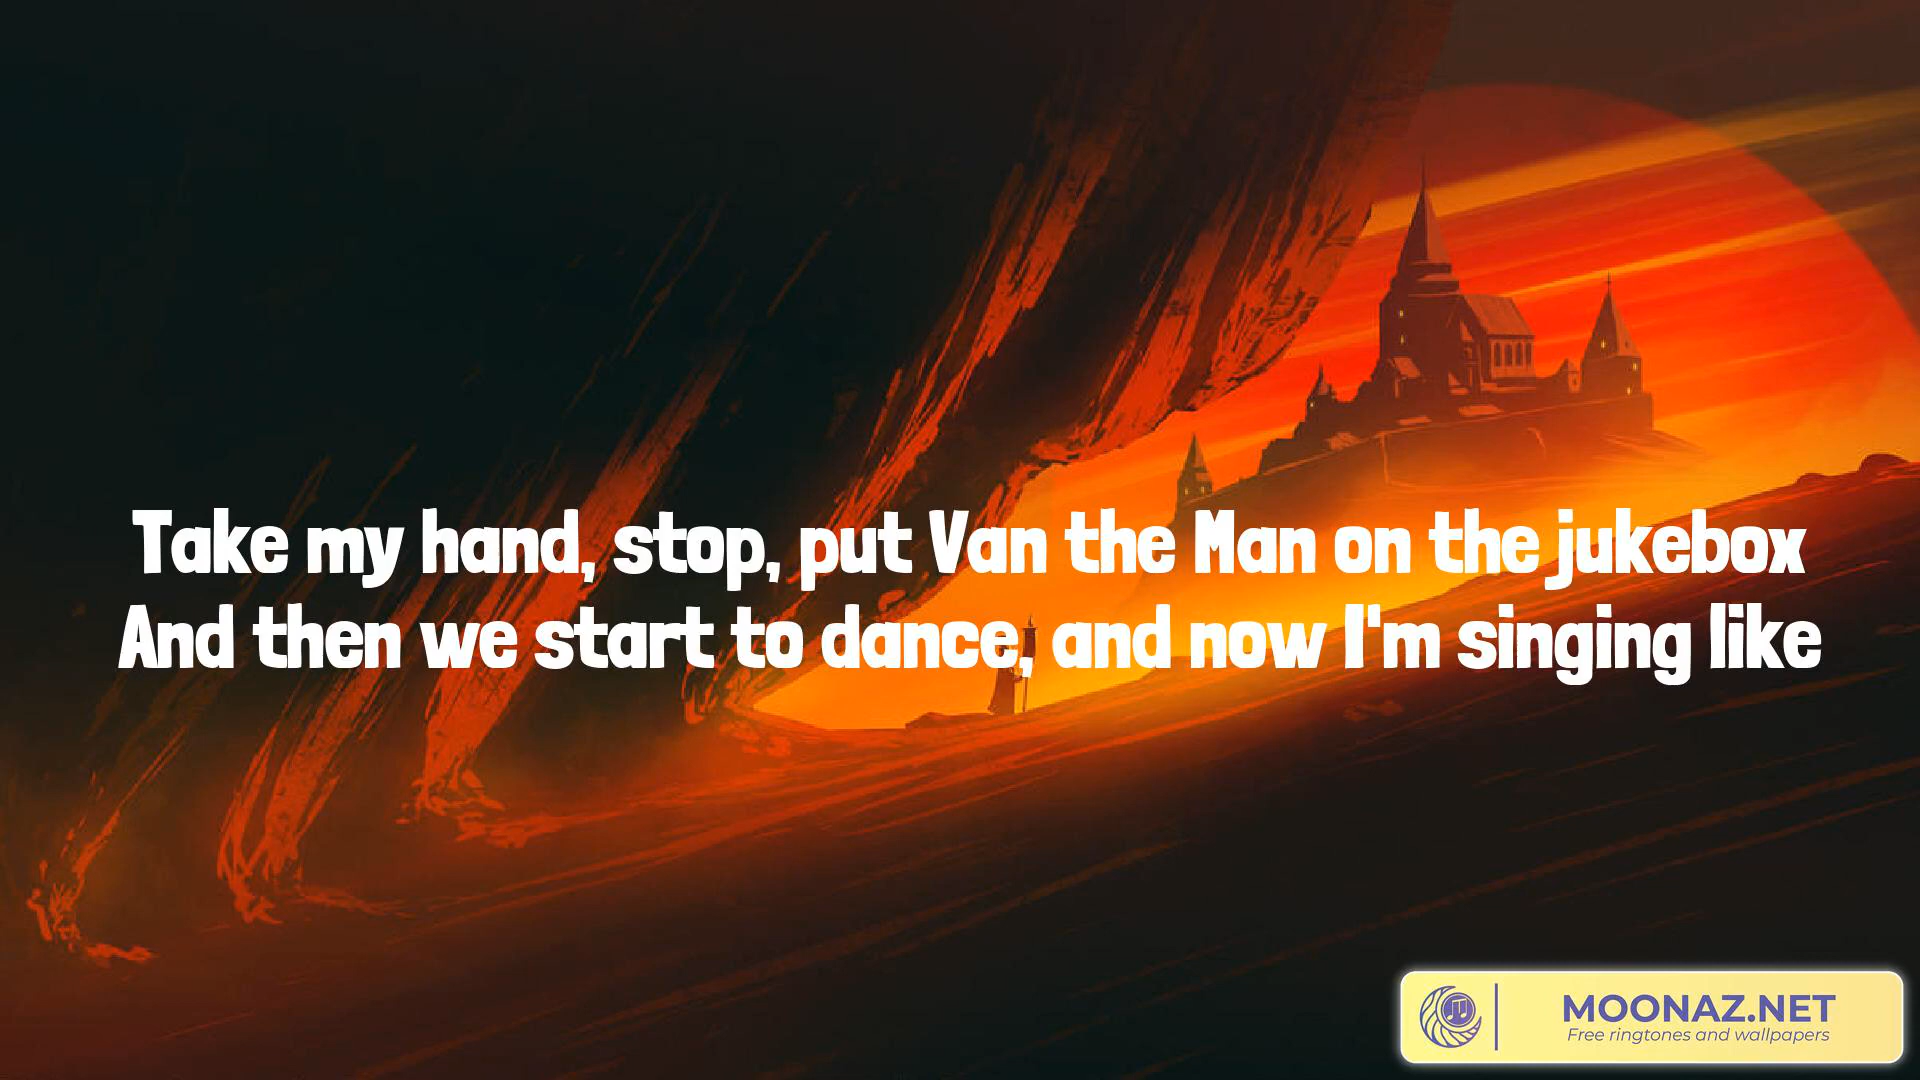 Take my hand, stop, put Van the Man on the jukebox
And then we start to dance, and now I'm singing like
MOONAZ.NET
Free ringtones and wallpapers